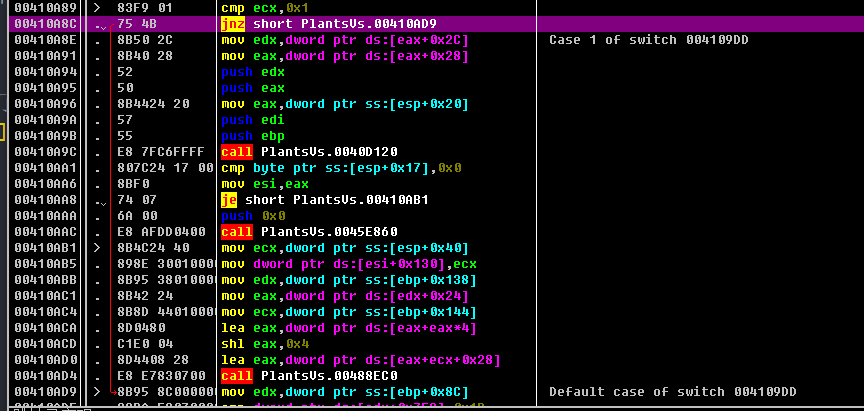 00410A89 > 83F9 01 cmp ecx,0x1
00410A8C . 75 4B jnz short PlantsVs.00410AD9
00410A8E . 8B50 2C mov edx,dword ptr ds:[eax+0x2C] Case 1 of switch 004109DD
00410A91 . 8B40 28 mov eax,dword ptr ds:[eax+0x28]
00410A94 . 52 push edx
00410A95 . 50 push eax
00410A96 . 8B4424 20 mov eax,dword ptr ss:[esp+0x20]
00410A9A . 57 push edi
00410A9B . 55 push ebp
00410A9C . E8 7FC6FFFF call PlantsVs.0040D120
00410AA1 . 807C24 17 00 cmp byte ptr ss:[esp+0x17],0x0
00410AA6 . 8BF0 mov esi,eax
00410AA8 . 74 07 je short PlantsVs.00410AB1
00410AAA . 6A 00 push 0x0
00410AAC . E8 AFDD0400 call PlantsVs.0045E860
00410AB1 > 8B4C24 40 mov ecx,dword ptr ss:[esp+0x40]
00410AB5 . 898E 30010000 mov dword ptr ds:[esi+0x130],ecx
00410ABB . 8B95 38010000 mov edx,dword ptr ss:[ebp+0x138]
00410AC1 . 8B42 24 mov eax,dword ptr ds:[edx+0x24]
00410AC4 . 8B8D 44010000 mov ecx,dword ptr ss:[ebp+0x144]
00410ACA . 8D0480 lea eax,dword ptr ds:[eax+eax*4]
00410ACD . C1E0 04 shl eax,0x4
00410AD0 . 8D4408 28 lea eax,dword ptr ds:[eax+ecx+0x28]
00410AD4 . E8 E7830700 call PlantsVs.00488EC0
00410AD9 > 8B95 8C000000 mov edx,dword ptr ss:[ebp+0x8C] Default case of switch 004109DD